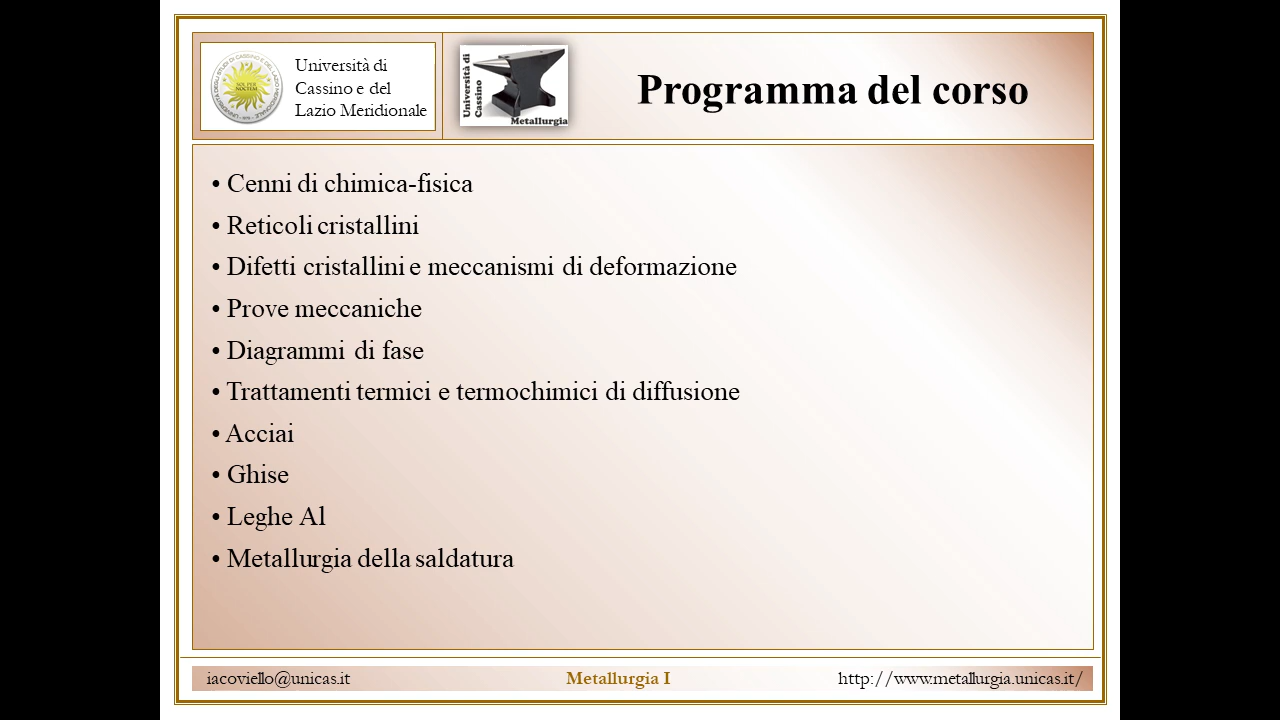 Università di
Cassino e del
Lazio Meridionale
Università di
Cassino
Metallurgia
Programma del corso
• Cenni di chimica-fisica
• Reticoli cristallini
• Difetti cristallini e meccanismi di deformazione
• Prove meccaniche
• Diagrammi di fase
• Trattamenti termici e termochimici di diffusione
• Acciai
• Ghise
• Leghe Al
• Metallurgia della saldatura
iacoviello@unicas.it
Metallurgia I
http://www.metallurgia.unicas.it/